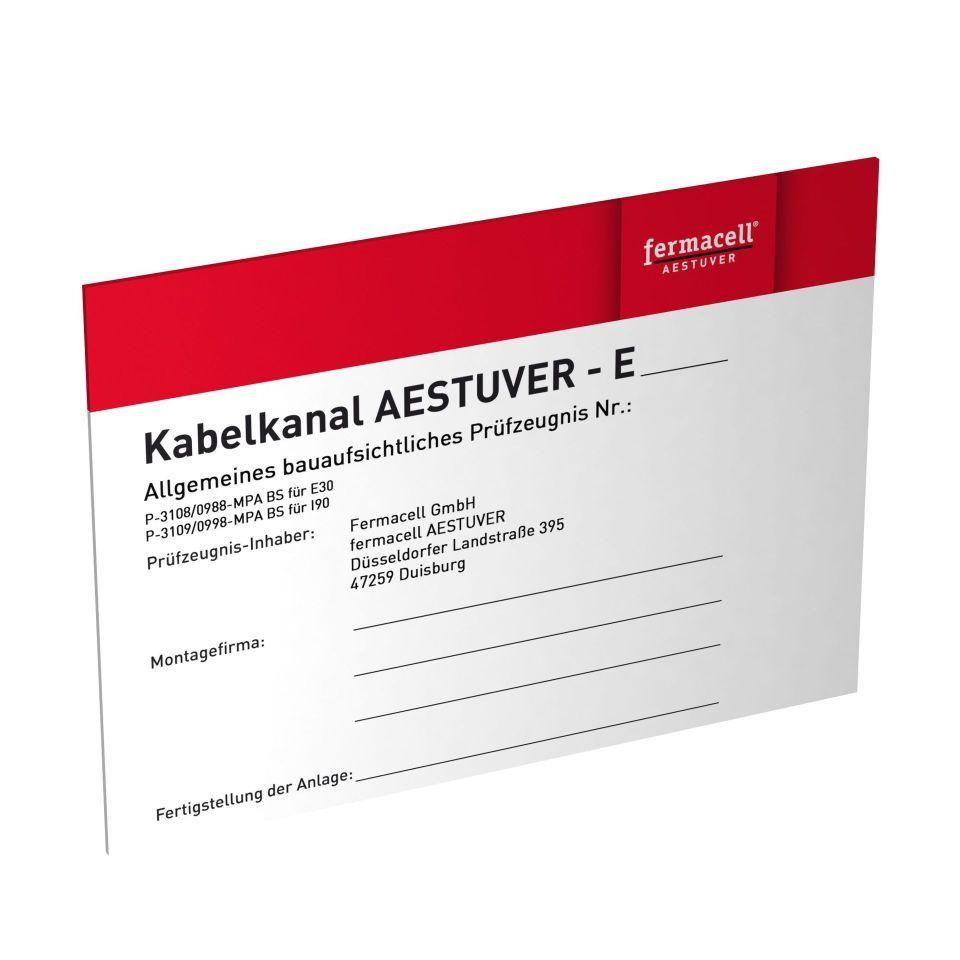 fermacell®
AESTUVER
Kabelkanal AESTUVER - E
Allgemeines bauaufsichtliches Prüfzeugnis Nr.:
P-3108/0988-MPA BS für E30
P-3109/0998-MPA BS für I90
Prüfzeugnis-Inhaber:
Fermacell GmbH
fermacell AESTUVER
Düsseldorfer Landstraße 395
47259 Duisburg
Montagefirma:
Fertigstellung der Anlage: